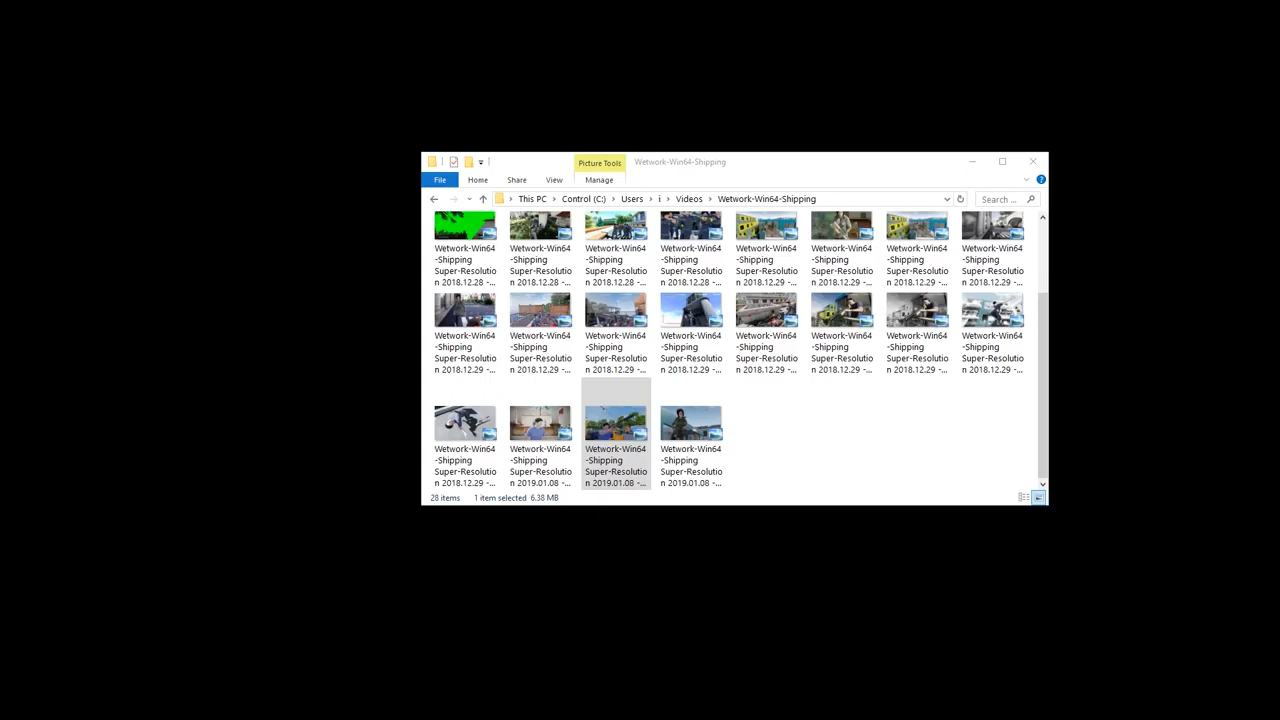 Picture Tools
Wetwork-Win64-Shipping
File
Home
Share
View
Manage
This PC
Control (C:)
Users
i
Videos
Wetwork-Win64-Shipping
Search ...
Wetwork-Win64 Wetwork-Win64 Wetwork-Win64 Wetwork-Win64 Wetwork-Win64 Wetwork-Win64 Wetwork-Win64 Wetwork-Win64
-Shipping -Shipping -Shipping -Shipping -Shipping -Shipping -Shipping -Shipping
Super-Resolutio Super-Resolutio Super-Resolutio Super-Resolutio Super-Resolutio Super-Resolutio Super-Resolutio Super-Resolutio
n 2018.12.28 -... n 2018.12.28 -... n 2018.12.28 -... n 2018.12.28 -... n 2018.12.29 -... n 2018.12.29 -... n 2018.12.29 -... n 2018.12.29 -...
Wetwork-Win64 Wetwork-Win64 Wetwork-Win64 Wetwork-Win64 Wetwork-Win64 Wetwork-Win64 Wetwork-Win64 Wetwork-Win64
-Shipping -Shipping -Shipping -Shipping -Shipping -Shipping -Shipping -Shipping
Super-Resolutio Super-Resolutio Super-Resolutio Super-Resolutio Super-Resolutio Super-Resolutio Super-Resolutio Super-Resolutio
n 2018.12.29 -... n 2018.12.29 -... n 2018.12.29 -... n 2018.12.29 -... n 2018.12.29 -... n 2018.12.29 -... n 2018.12.29 -... n 2018.12.29 -...
Wetwork-Win64 Wetwork-Win64 Wetwork-Win64 Wetwork-Win64
-Shipping -Shipping -Shipping -Shipping
Super-Resolutio Super-Resolutio Super-Resolutio Super-Resolutio
n 2018.12.29 -... n 2019.01.08 -... n 2019.01.08 -... n 2019.01.08 -...
28 items
1 item selected 6.38 MB